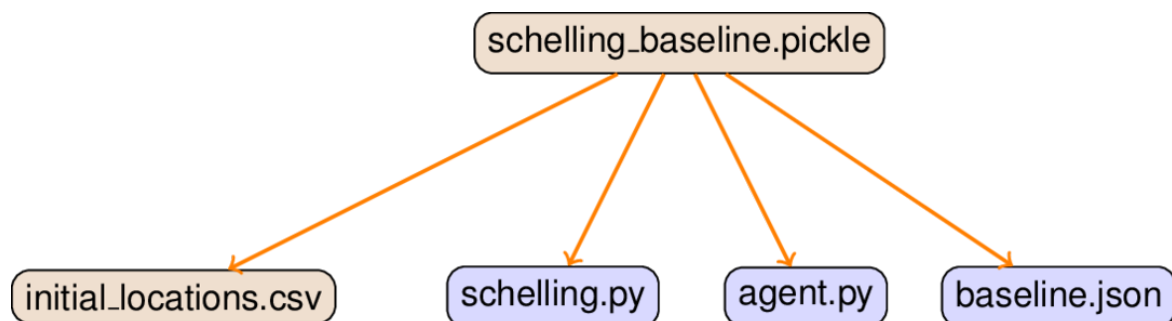 schelling_baseline.pickle
initial_locations.csv
schelling.py
agent.py
baseline.json